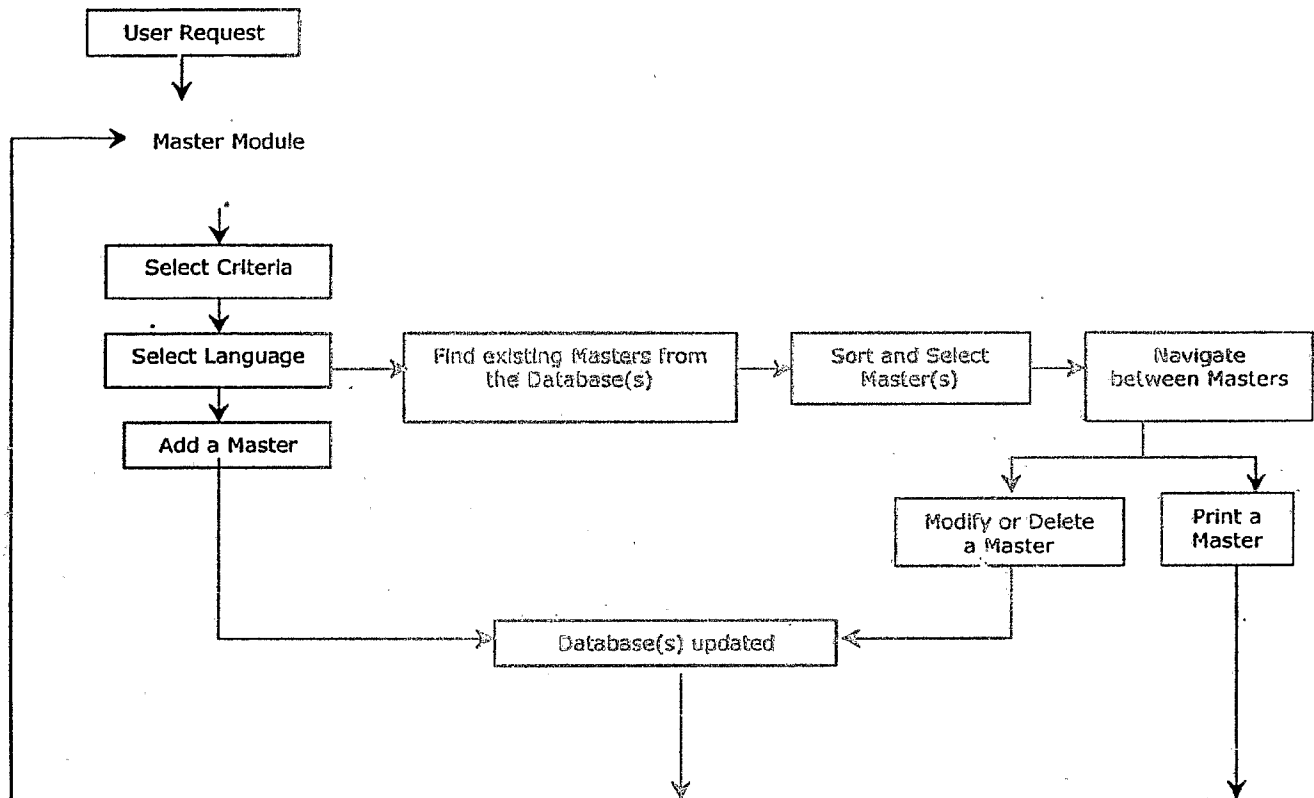 User Request
Master Module
Select Criteria
Select Language
Find existing Masters from
the Database(s)
Sort and Select
Master(s)
Navigate
between Masters
Add a Master
Modify or Delete
a Master
Print a
Master
Database(s) updated